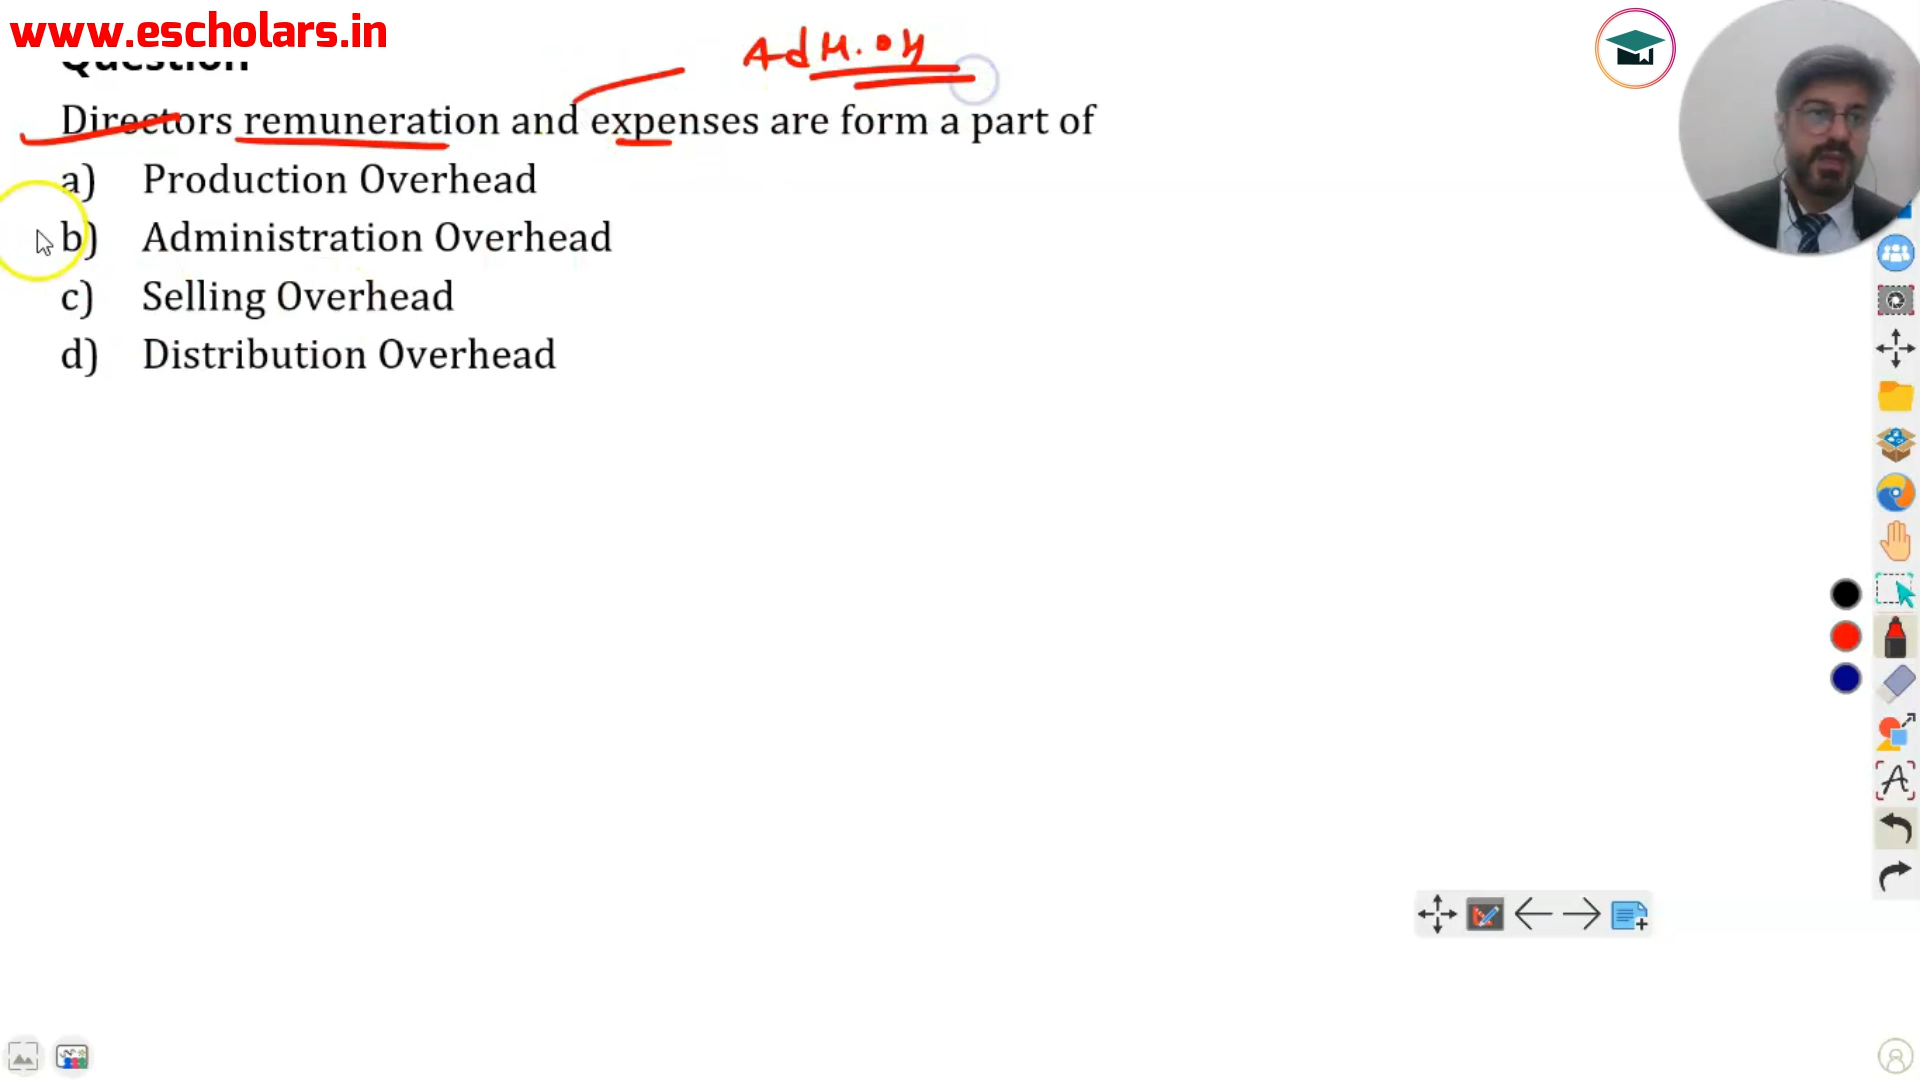 www.escholars.in
Question
Adm. OH
Directors remuneration and expenses are form a part of
a) Production Overhead
b) Administration Overhead
c) Selling Overhead
d) Distribution Overhead